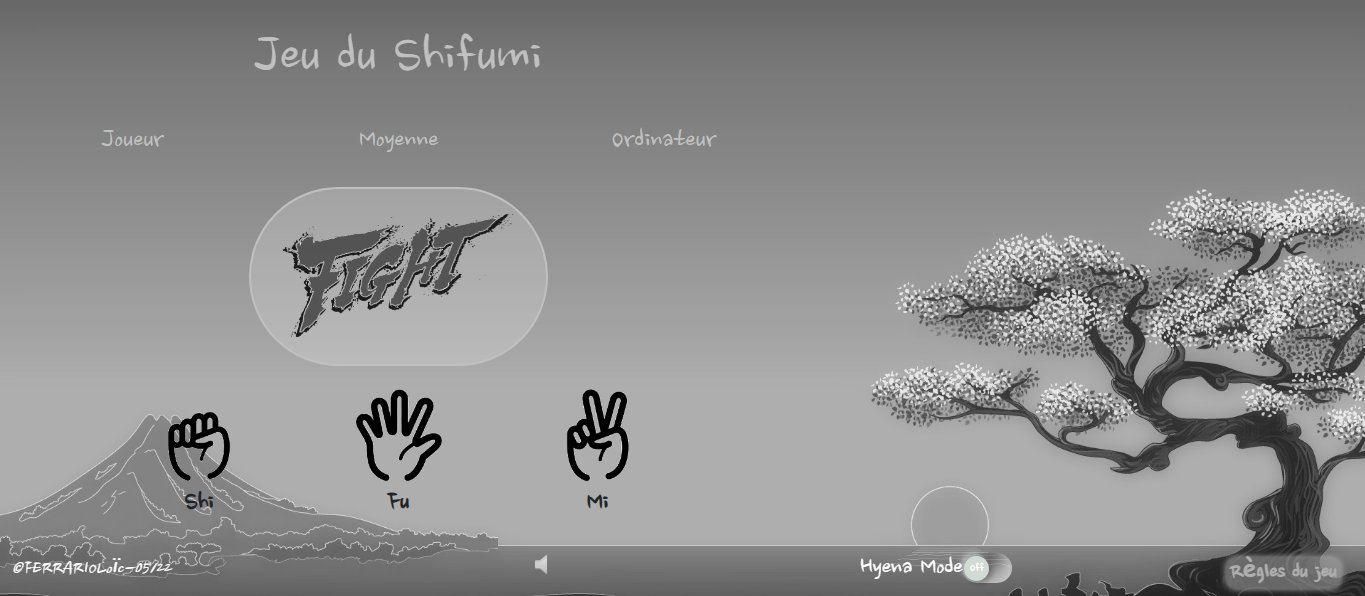 Jeu du Shifumi
Joueur Moyenne Ordinateur
FIGHT
Shi Fu Mi
©FERRARIOLoïc-05/22 Hyena Mode off Règles du jeu